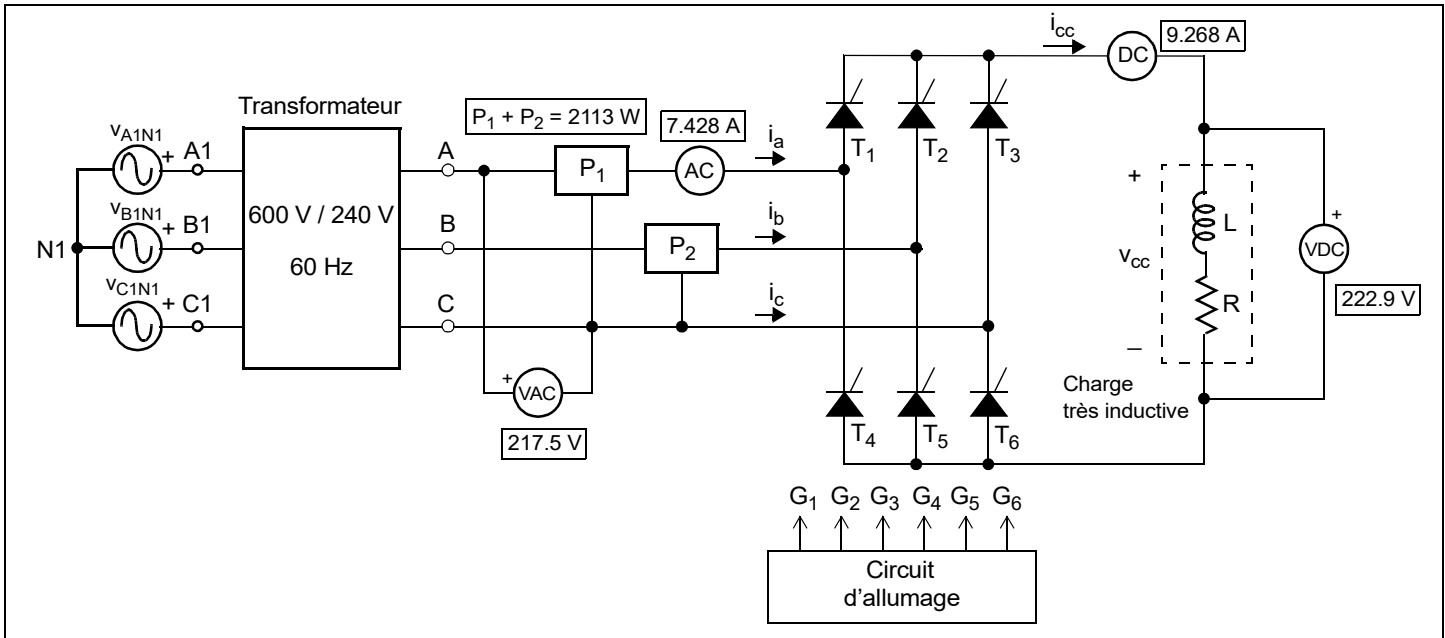 i_cc
9.268 A
DC
Transformateur
P₁ + P₂ = 2113 W
7.428 A
v_A1N1
+ A1
A
P₁
AC
i_a
T₁
T₂
T₃
600 V / 240 V
60 Hz
v_B1N1
N1
+ B1
B
P₂
i_b
v_C1N1
+ C1
C
i_c
+
v_cc
–
L
R
+
VDC
222.9 V
+
VAC
217.5 V
Charge
très inductive
T₄
T₅
T₆
G₁ G₂ G₃ G₄ G₅ G₆
Circuit
d'allumage